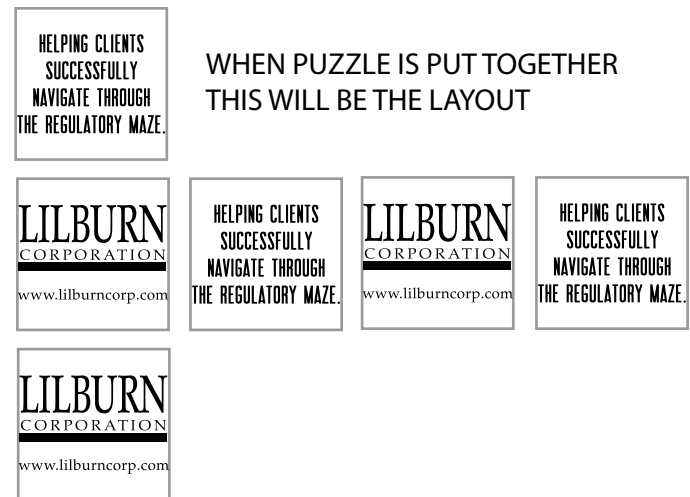 HELPING CLIENTS
SUCCESSFULLY
NAVIGATE THROUGH
THE REGULATORY MAZE.
WHEN PUZZLE IS PUT TOGETHER
THIS WILL BE THE LAYOUT
LILBURN
CORPORATION
www.lilburncorp.com
HELPING CLIENTS
SUCCESSFULLY
NAVIGATE THROUGH
THE REGULATORY MAZE.
LILBURN
CORPORATION
www.lilburncorp.com
HELPING CLIENTS
SUCCESSFULLY
NAVIGATE THROUGH
THE REGULATORY MAZE.
LILBURN
CORPORATION
www.lilburncorp.com